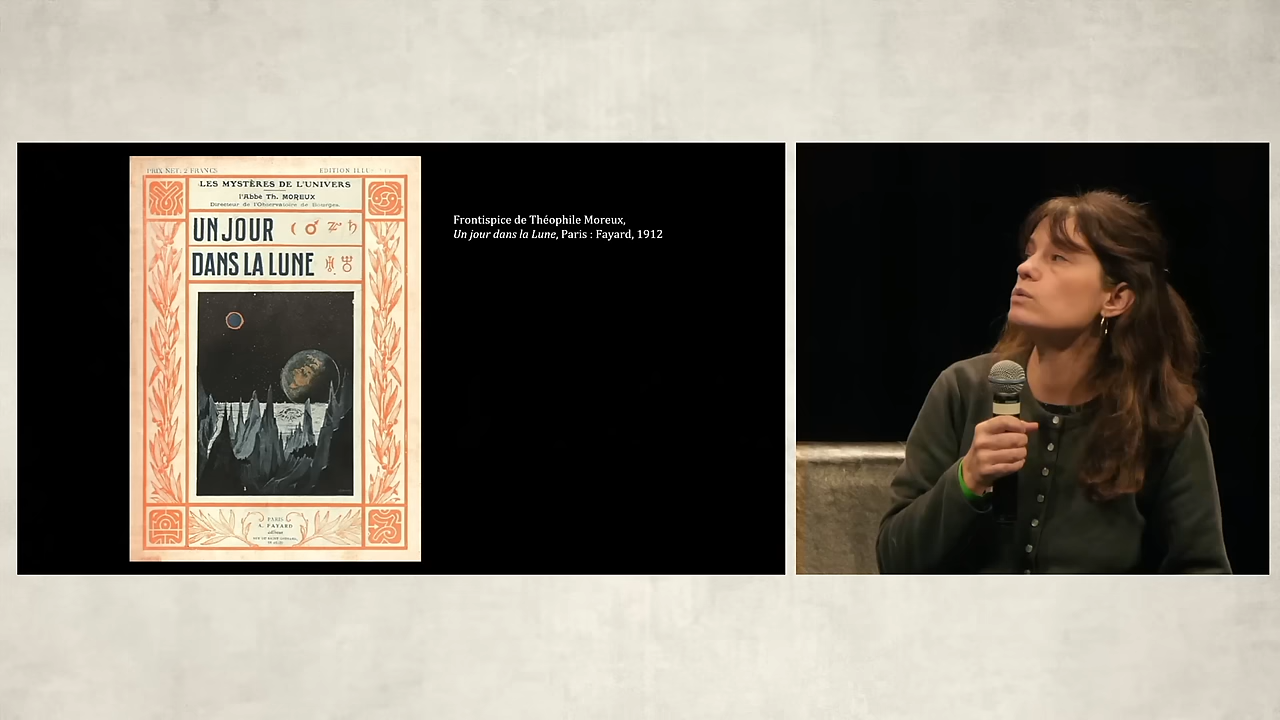 PRIX NET: 2 FRANCS
LES MYSTÈRES DE L'UNIVERS
l'Abbé Th. MOREUX
Directeur de l'Observatoire de Bourges.
UN JOUR
DANS LA LUNE
PARIS
A. FAYARD
Frontispice de Théophile Moreux,
Un jour dans la Lune, Paris : Fayard, 1912